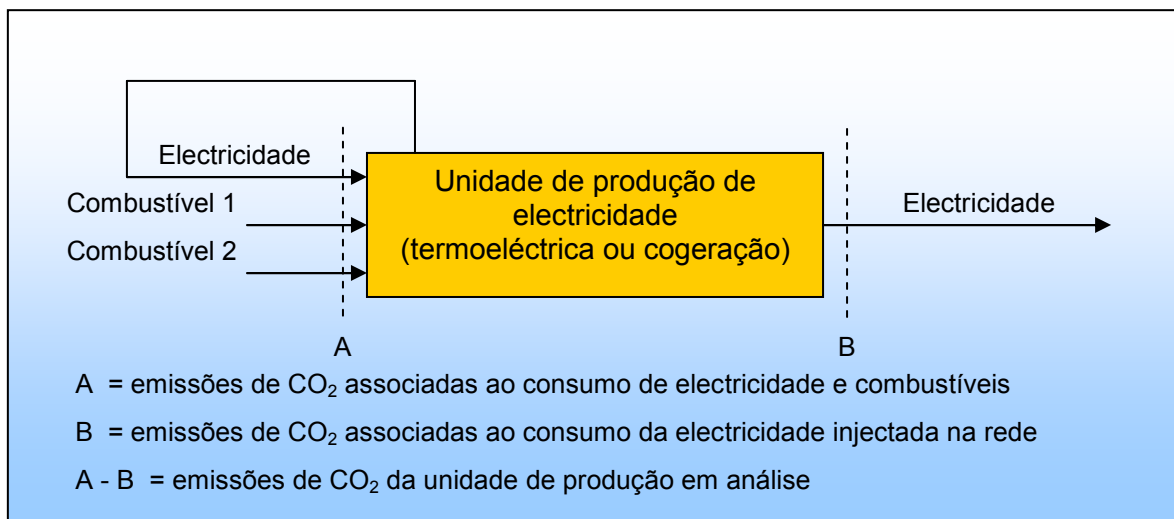 Electricidade
Combustível 1
Combustível 2
Unidade de produção de
electricidade
(termoeléctrica ou cogeração)
Electricidade
A
B
A = emissões de CO₂ associadas ao consumo de electricidade e combustíveis
B = emissões de CO₂ associadas ao consumo da electricidade injectada na rede
A - B = emissões de CO₂ da unidade de produção em análise